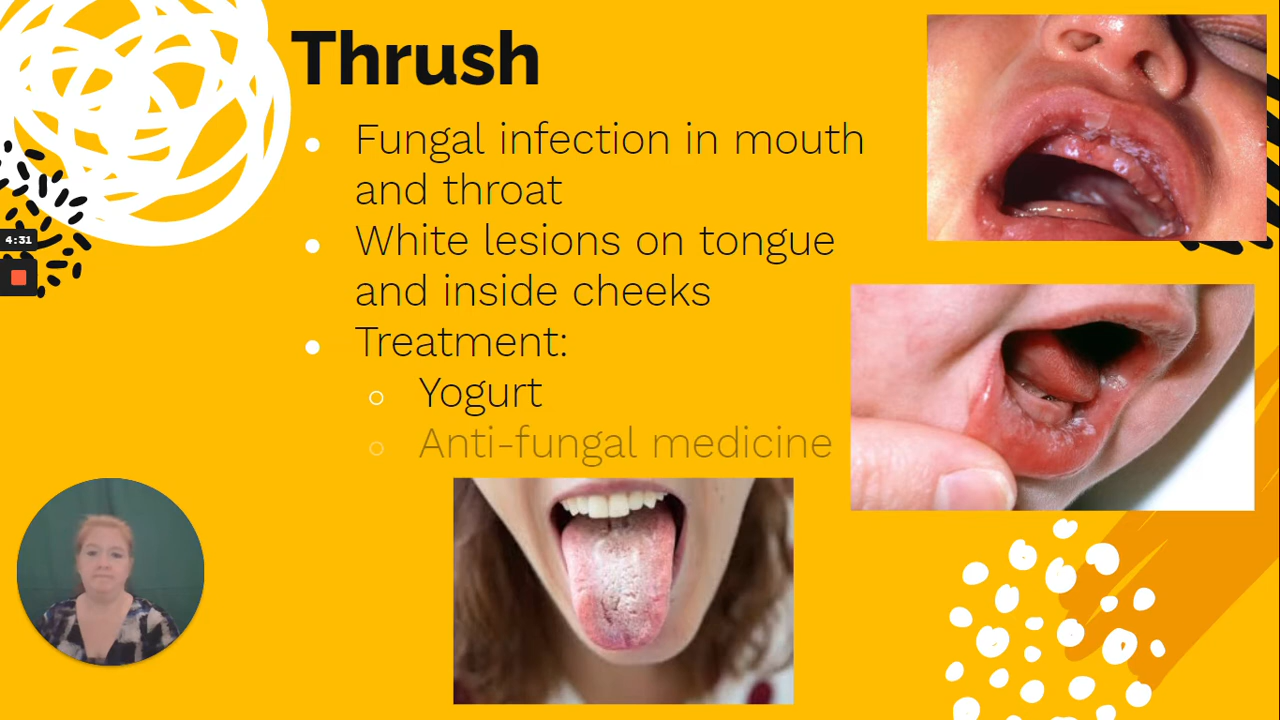 Thrush
Fungal infection in mouth
and throat
White lesions on tongue
and inside cheeks
Treatment:
Yogurt
Anti-fungal medicine
4:31